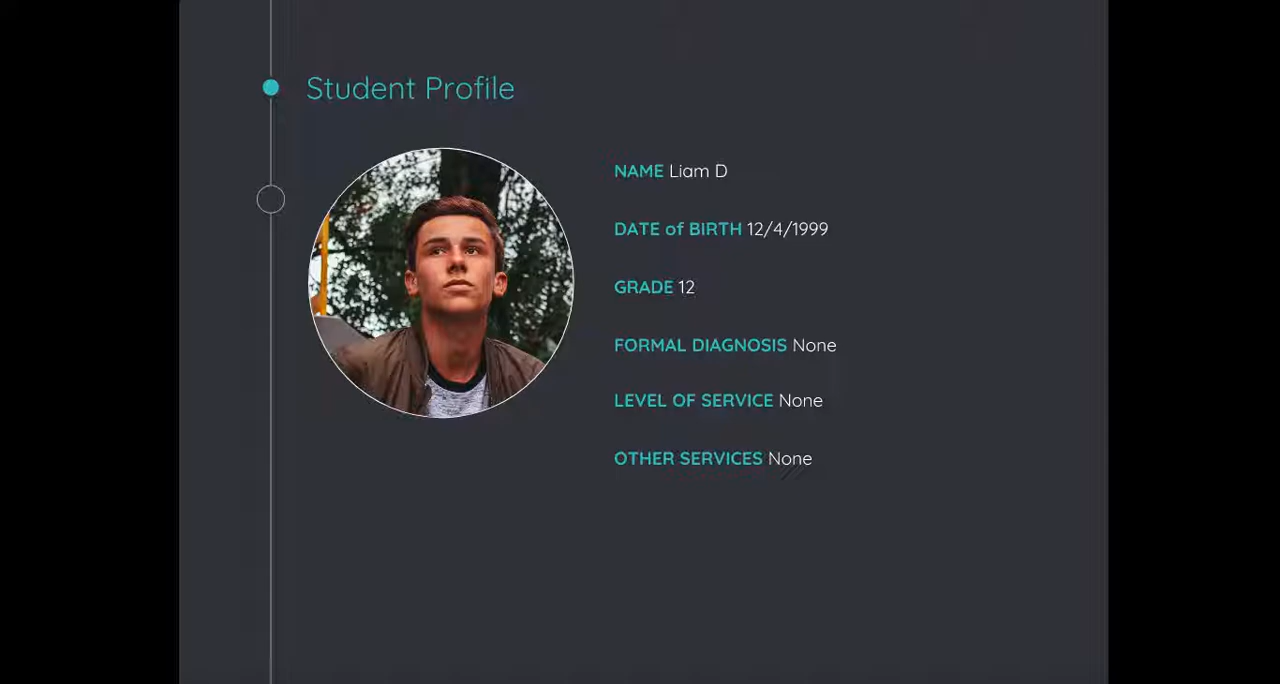 Student Profile
NAME Liam D
DATE of BIRTH 12/4/1999
GRADE 12
FORMAL DIAGNOSIS None
LEVEL OF SERVICE None
OTHER SERVICES None